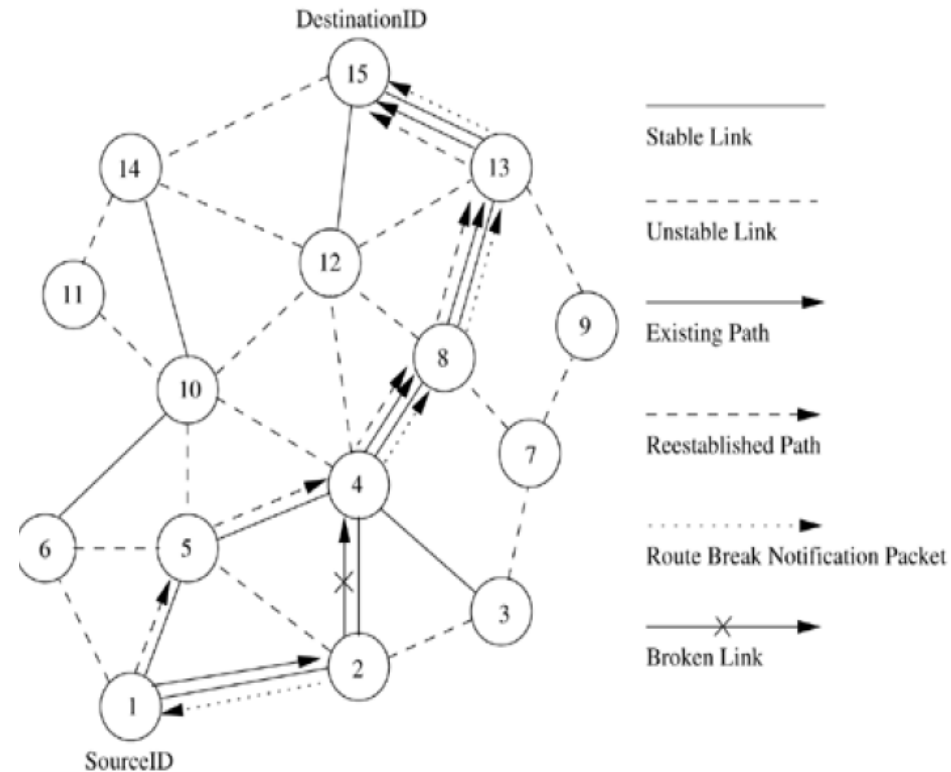 DestinationID
15
14
13
12
11
9
8
10
7
4
6
5
3
2
1
SourceID
Stable Link
Unstable Link
Existing Path
Reestablished Path
Route Break Notification Packet
Broken Link